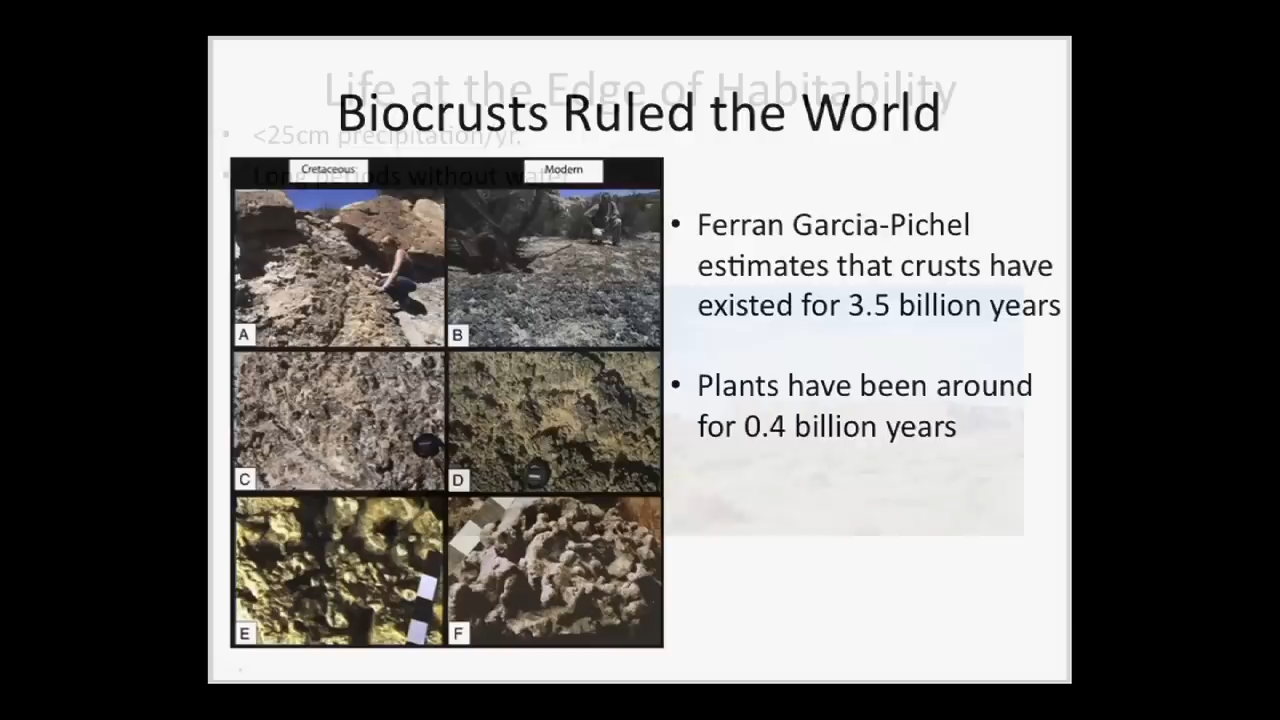 Life at the Edge of Habitability
Biocrusts Ruled the World
• <25cm precipitation/yr.
• Long periods without water
Cretaceous
Modern
A
B
C
D
E
F
• Ferran Garcia-Pichel
estimates that crusts have
existed for 3.5 billion years
• Plants have been around
for 0.4 billion years